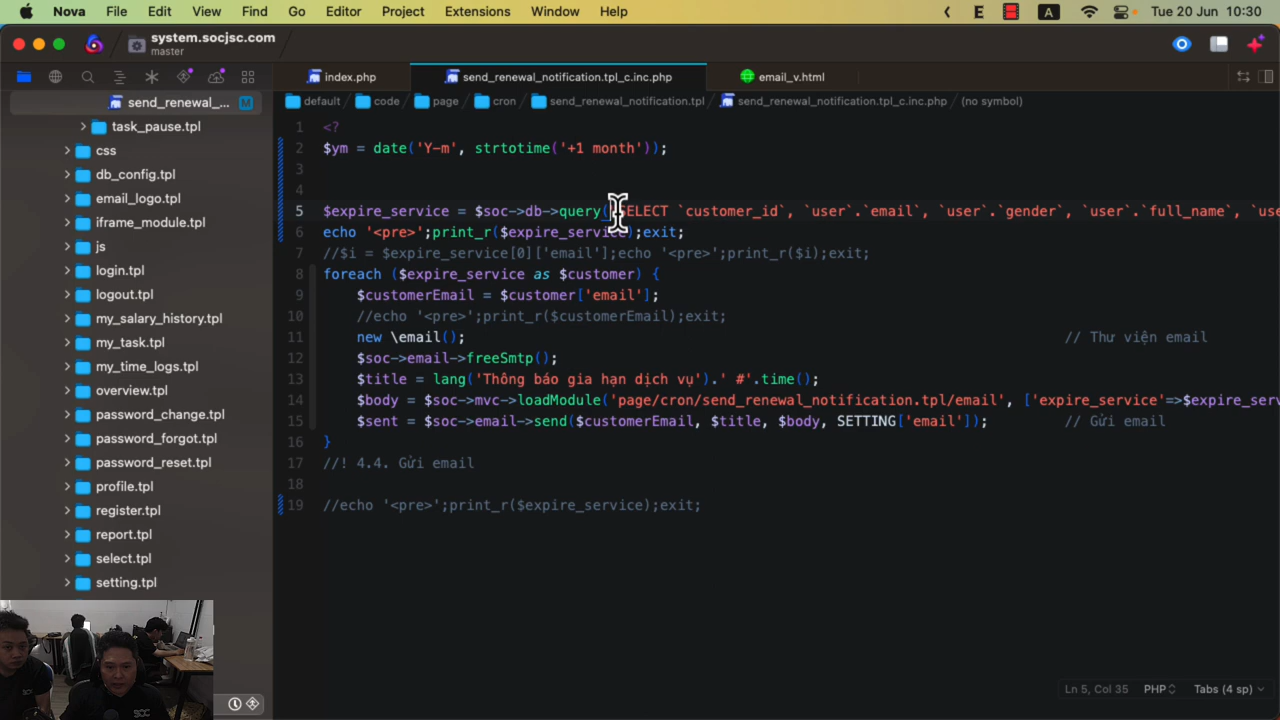 Nova File Edit View Find Go Editor Project Extensions Window Help E A Tue 20 Jun 10:30
system.socjsc.com
master
index.php send_renewal_notification.tpl_c.inc.php email_v.html
default code page cron send_renewal_notification.tpl send_renewal_notification.tpl_c.inc.php (no symbol)
send_renewal_... M
task_pause.tpl
css
db_config.tpl
email_logo.tpl
iframe_module.tpl
js
login.tpl
logout.tpl
my_salary_history.tpl
my_task.tpl
my_time_logs.tpl
overview.tpl
password_change.tpl
password_forgot.tpl
password_reset.tpl
profile.tpl
register.tpl
report.tpl
select.tpl
setting.tpl
1 <?
2 $ym = date('Y-m', strtotime('+1 month'));
3
4
5 $expire_service = $soc->db->query( SELECT `customer_id`, `user`.`email`, `user`.`gender`, `user`.`full_name`, `use
6 echo '<pre>';print_r($expire_service);exit;
7 //$i = $expire_service[0]['email'];echo '<pre>';print_r($i);exit;
8 foreach ($expire_service as $customer) {
9 $customerEmail = $customer['email'];
10 //echo '<pre>';print_r($customerEmail);exit;
11 new \email(); // Thư viện email
12 $soc->email->freeSmtp();
13 $title = lang('Thông báo gia hạn dịch vụ').' #'.time();
14 $body = $soc->mvc->loadModule('page/cron/send_renewal_notification.tpl/email', ['expire_service'=>$expire_serv
15 $sent = $soc->email->send($customerEmail, $title, $body, SETTING['email']); // Gửi email
16 }
17 //! 4.4. Gửi email
18
19 //echo '<pre>';print_r($expire_service);exit;
Ln 5, Col 35 PHP Tabs (4 sp)